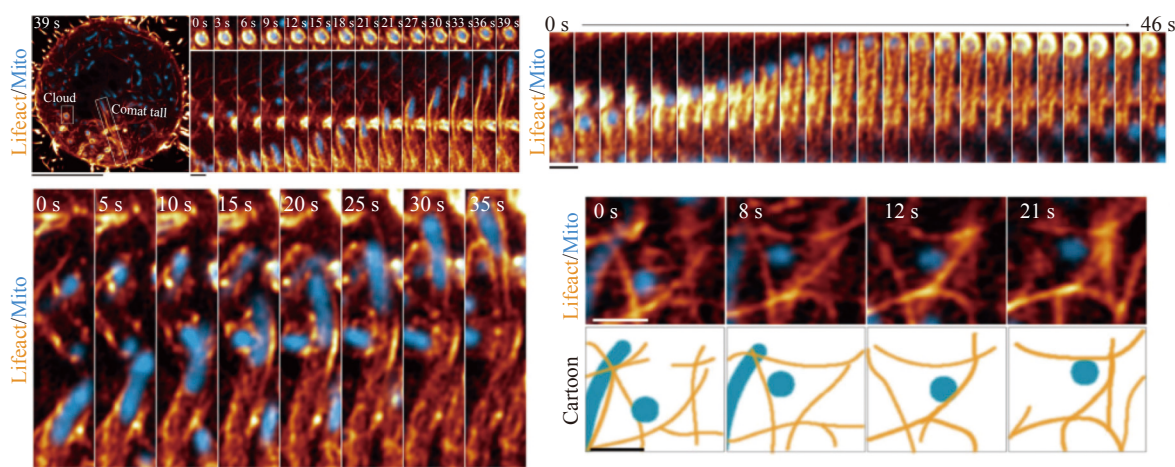 39 s
Cloud
Comat tall
Lifeact/Mito
0 s 3 s 6 s 9 s 12 s 15 s 18 s 21 s 21 s 27 s 30 s 33 s 36 s 39 s
0 s 46 s
Lifeact/Mito
0 s 5 s 10 s 15 s 20 s 25 s 30 s 35 s
Lifeact/Mito
0 s 8 s 12 s 21 s
Lifeact/Mito
Cartoon